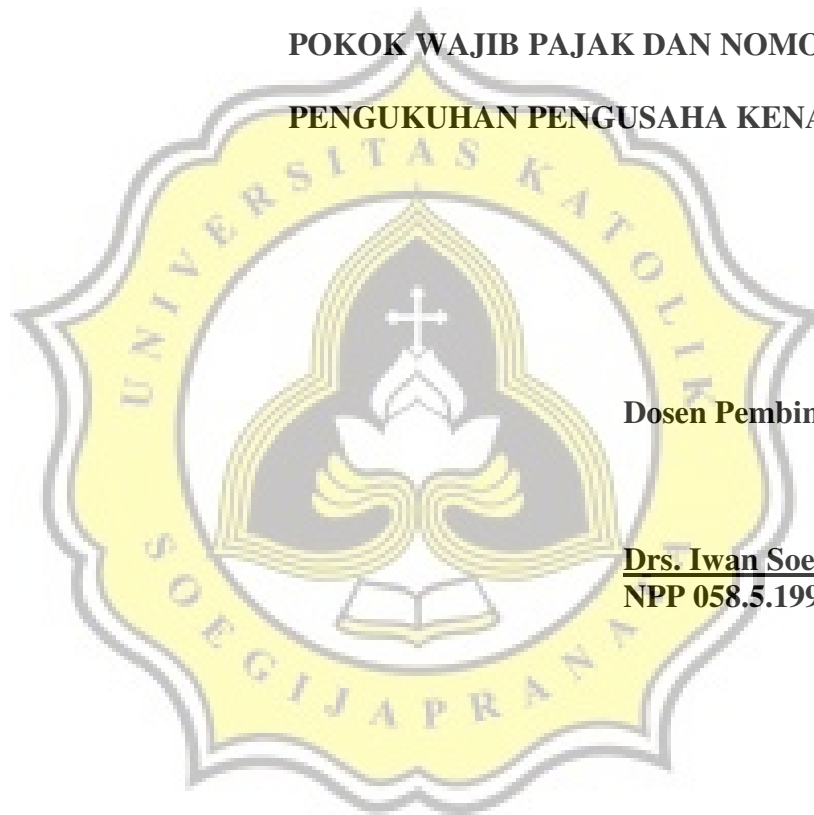 POKOK WAJIB PAJAK DAN NOMO
PENGUKUHAN PENGUSAHA KENA
UNIVERSITAS KATOLIK
Dosen Pembin
Drs. Iwan Soe
NPP 058.5.199
SOEGIJAPRANATA